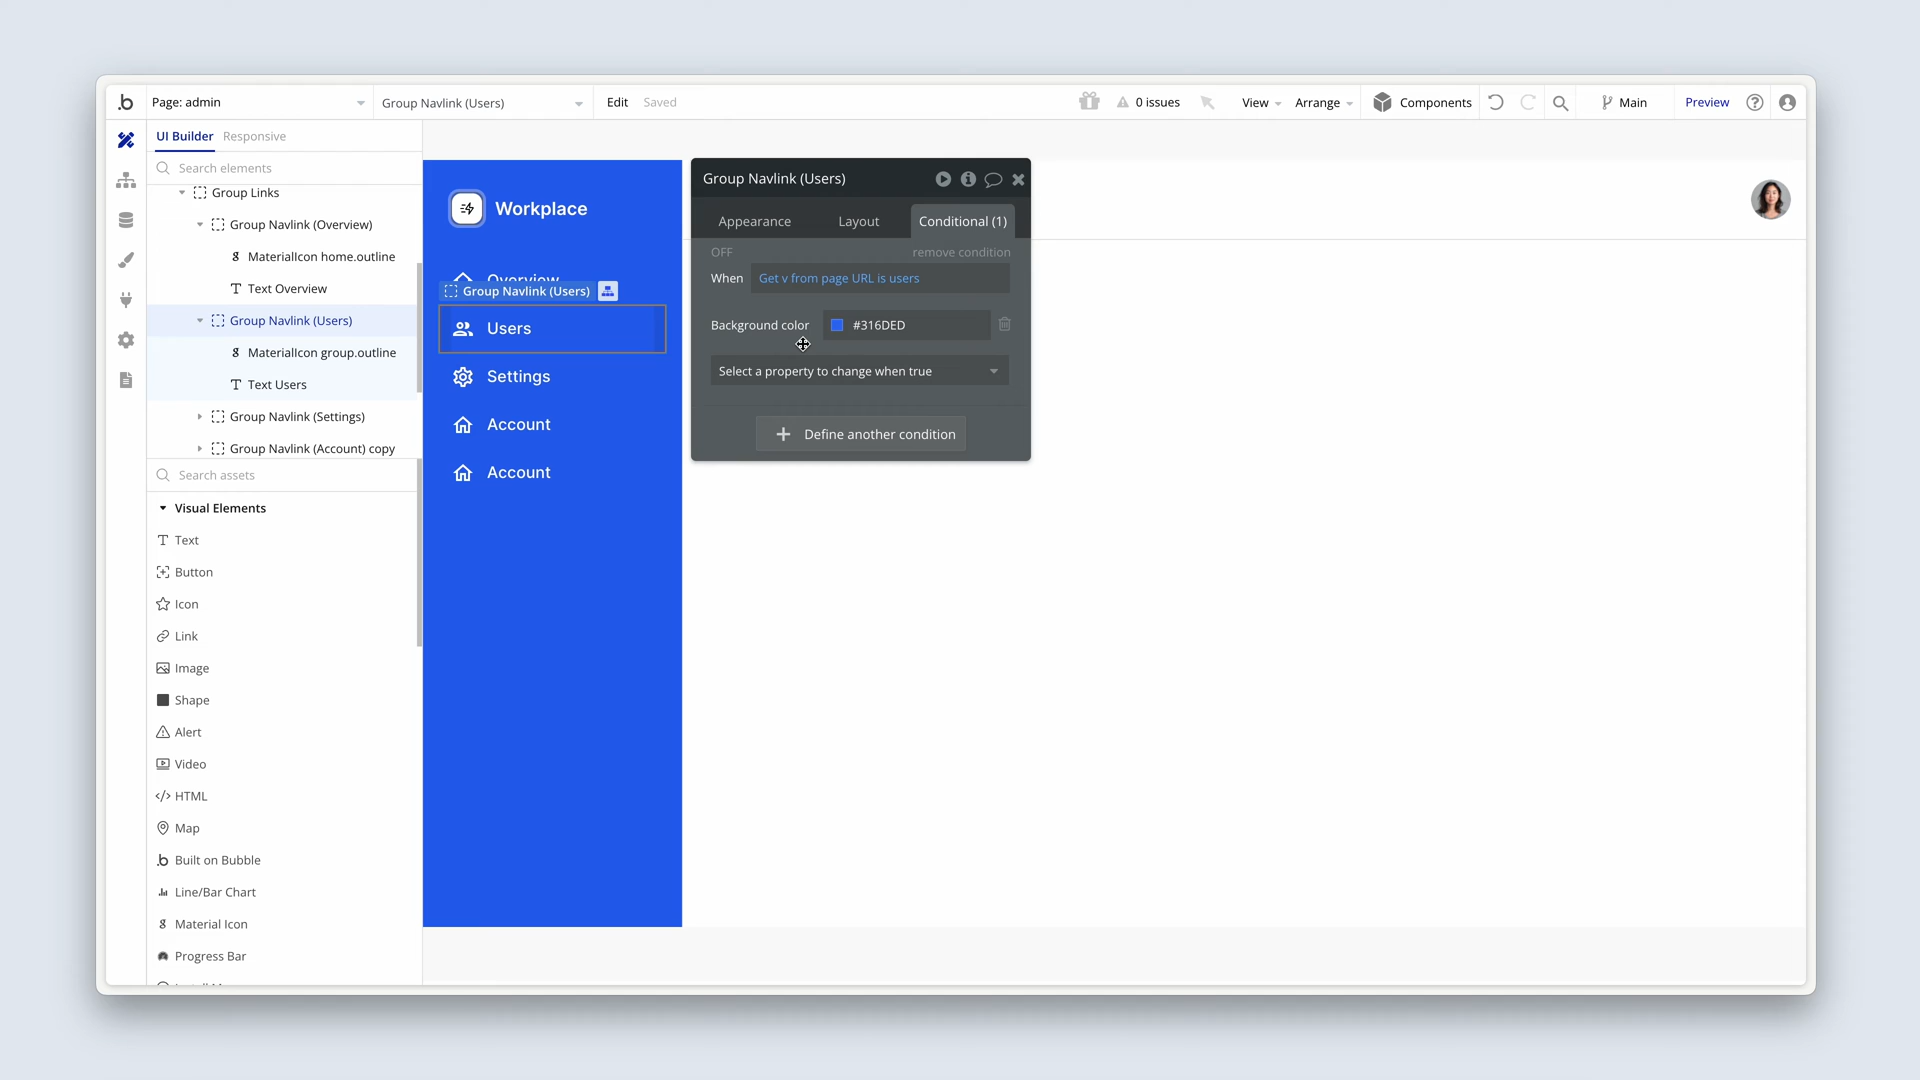 Page: admin
Group Navlink (Users)
Edit
Saved
0 issues
View
Arrange
Components
Main
Preview
UI Builder
Responsive
Search elements
Group Links
Group Navlink (Overview)
MaterialIcon home.outline
Text Overview
Group Navlink (Users)
MaterialIcon group.outline
Text Users
Group Navlink (Settings)
Group Navlink (Account) copy
Search assets
Visual Elements
Text
Button
Icon
Link
Image
Shape
Alert
Video
HTML
Map
Built on Bubble
Line/Bar Chart
Material Icon
Progress Bar
Workplace
Overview
Group Navlink (Users)
Users
Settings
Account
Account
Group Navlink (Users)
Appearance
Layout
Conditional (1)
OFF
remove condition
When
Get v from page URL is users
Background color
#316DED
Select a property to change when true
Define another condition